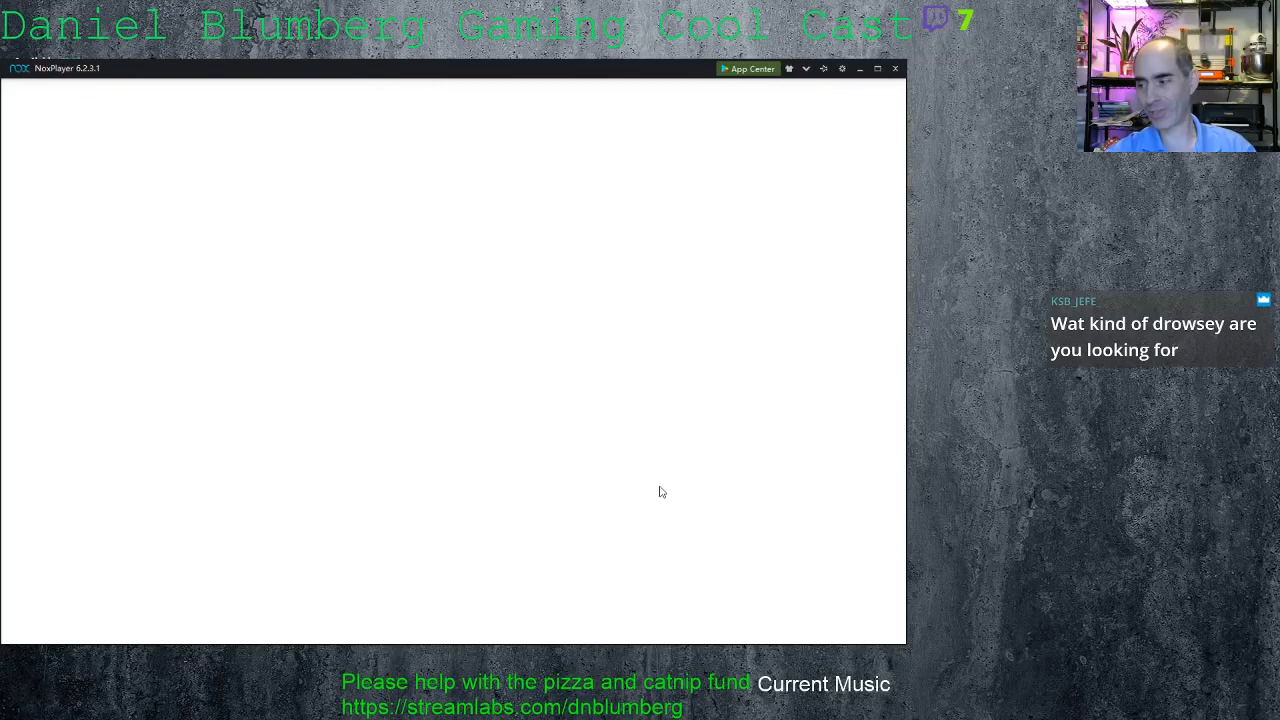 Daniel Blumberg Gaming Cool Cast 7
nox NoxPlayer 6.2.3.1
App Center
KSB_JEFE
Wat kind of drowsey are
you looking for
Please help with the pizza and catnip fund Current Music
https://streamlabs.com/dnblumberg